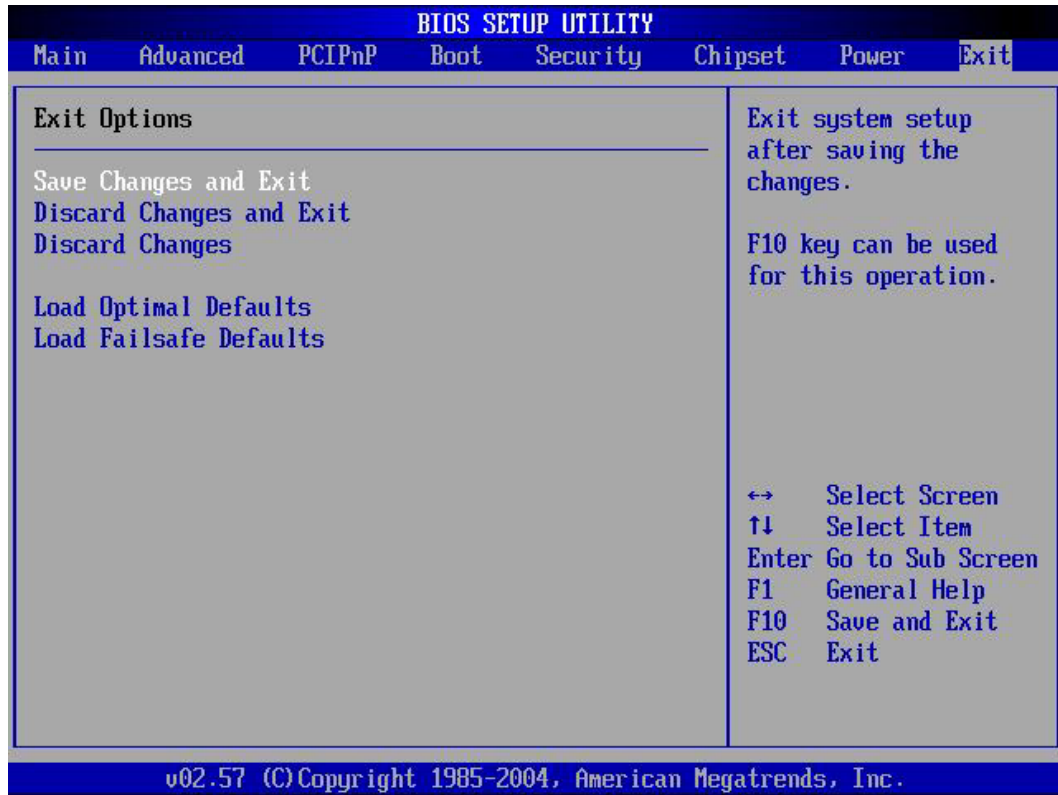 BIOS SETUP UTILITY
Main Advanced PCIPnP Boot Security Chipset Power Exit
Exit Options
Save Changes and Exit
Discard Changes and Exit
Discard Changes
Load Optimal Defaults
Load Failsafe Defaults
Exit system setup
after saving the
changes.
F10 key can be used
for this operation.
←→ Select Screen
↑↓ Select Item
Enter Go to Sub Screen
F1 General Help
F10 Save and Exit
ESC Exit
v02.57 (C)Copyright 1985-2004, American Megatrends, Inc.